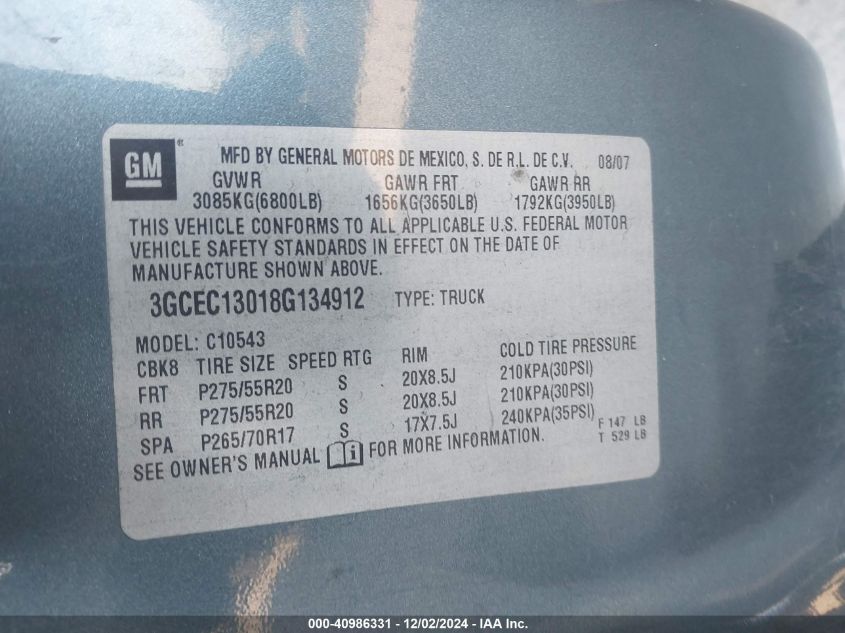 GM ®
MFD BY GENERAL MOTORS DE MEXICO, S. DE R.L. DE C.V. 08/07
GVWR GAWR FRT GAWR RR
3085KG(6800LB) 1656KG(3650LB) 1792KG(3950LB)
THIS VEHICLE CONFORMS TO ALL APPLICABLE U.S. FEDERAL MOTOR
VEHICLE SAFETY STANDARDS IN EFFECT ON THE DATE OF
MANUFACTURE SHOWN ABOVE.
3GCEC13018G134912 TYPE: TRUCK
MODEL: C10543
CBK8 TIRE SIZE SPEED RTG RIM COLD TIRE PRESSURE
FRT P275/55R20 S 20X8.5J 210KPA(30PSI)
RR P275/55R20 S 20X8.5J 210KPA(30PSI)
SPA P265/70R17 S 17X7.5J 240KPA(35PSI) F 147 LB
T 529 LB
SEE OWNER'S MANUAL i FOR MORE INFORMATION.
000-40986331 - 12/02/2024 - IAA Inc.